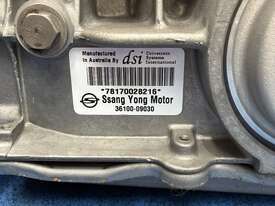 Manufactured
In Australia By
dsi
Drivetrain
Systems
International
"78170028216"
Ssang Yong Motor
36100-09030